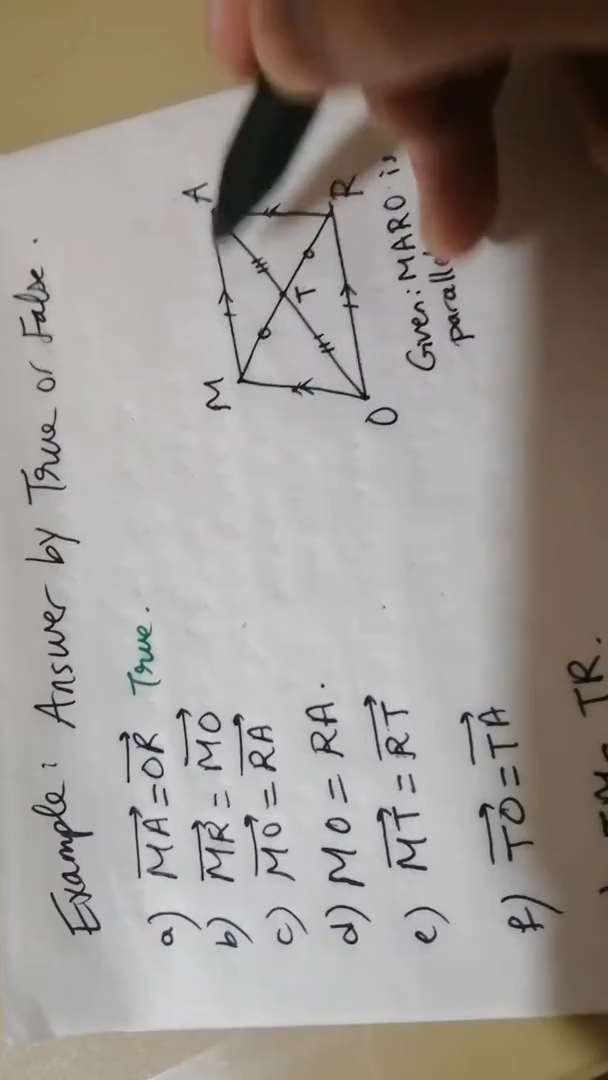 Example: Answer by True or False.
a) MA⃗ = OR⃗ True.
b) MR⃗ = MO⃗
c) MO⃗ = RA⃗
d) MO = RA.
e) MT⃗ = RT⃗
f) TO⃗ = TA⃗
TR.
A
R
M
T
O
Given: MARO is